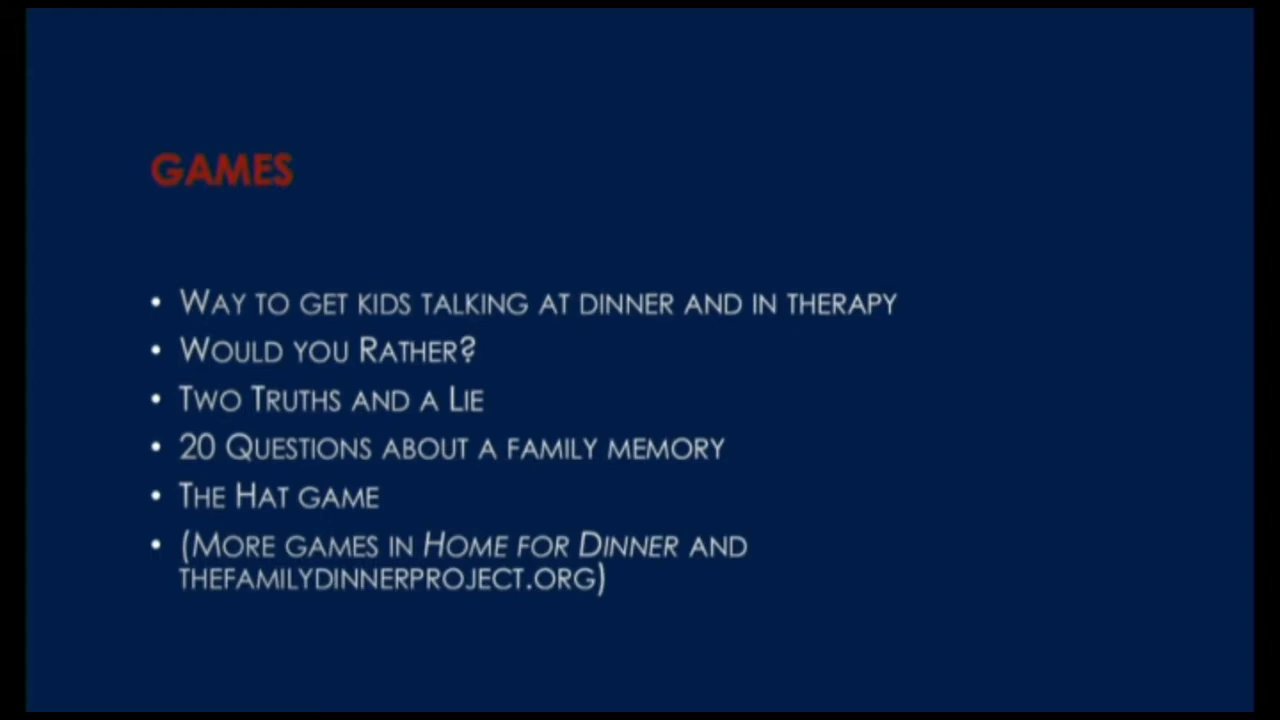 GAMES
• WAY TO GET KIDS TALKING AT DINNER AND IN THERAPY
• WOULD YOU RATHER?
• TWO TRUTHS AND A LIE
• 20 QUESTIONS ABOUT A FAMILY MEMORY
• THE HAT GAME
• (MORE GAMES IN HOME FOR DINNER AND
THEFAMILYDINNERPROJECT.ORG)